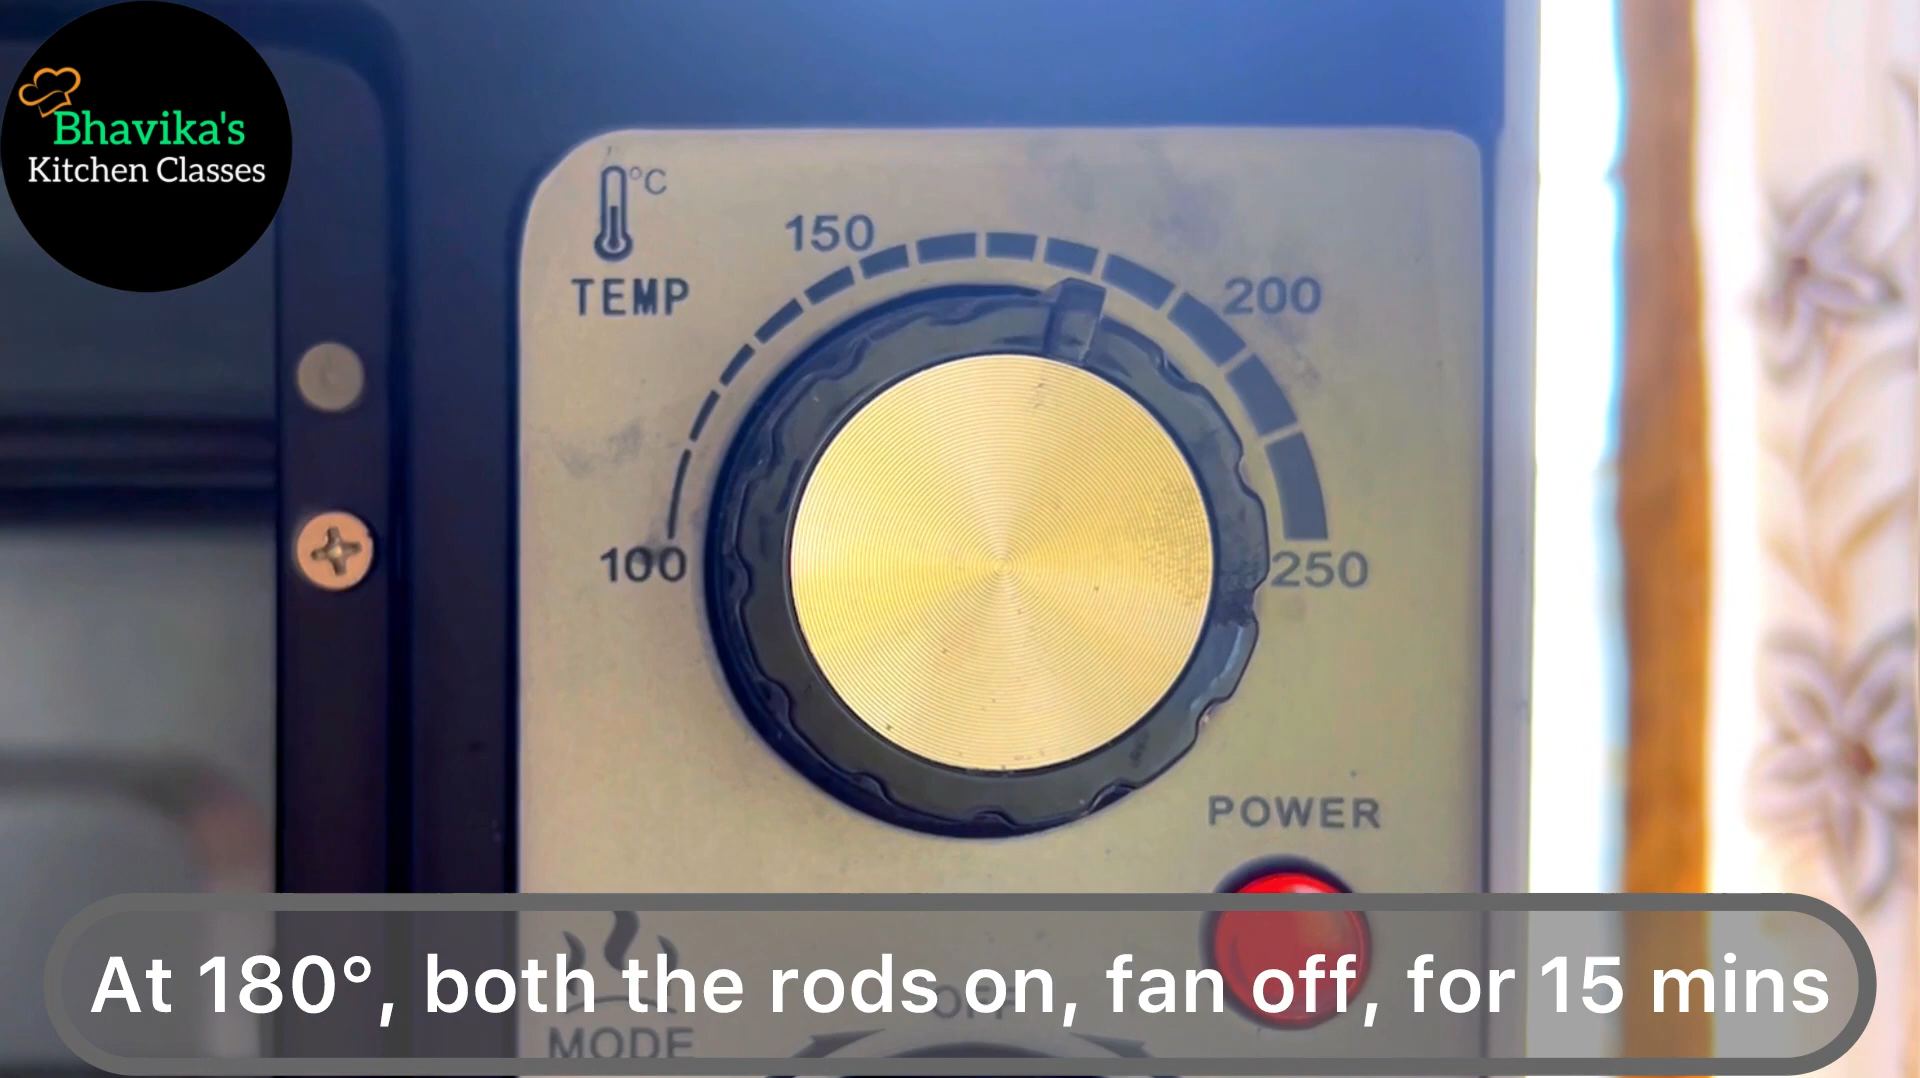 Bhavika's
Kitchen Classes
°C
TEMP
150
200
100
250
POWER
At 180°, both the rods on, fan off, for 15 mins
OFF
MODE